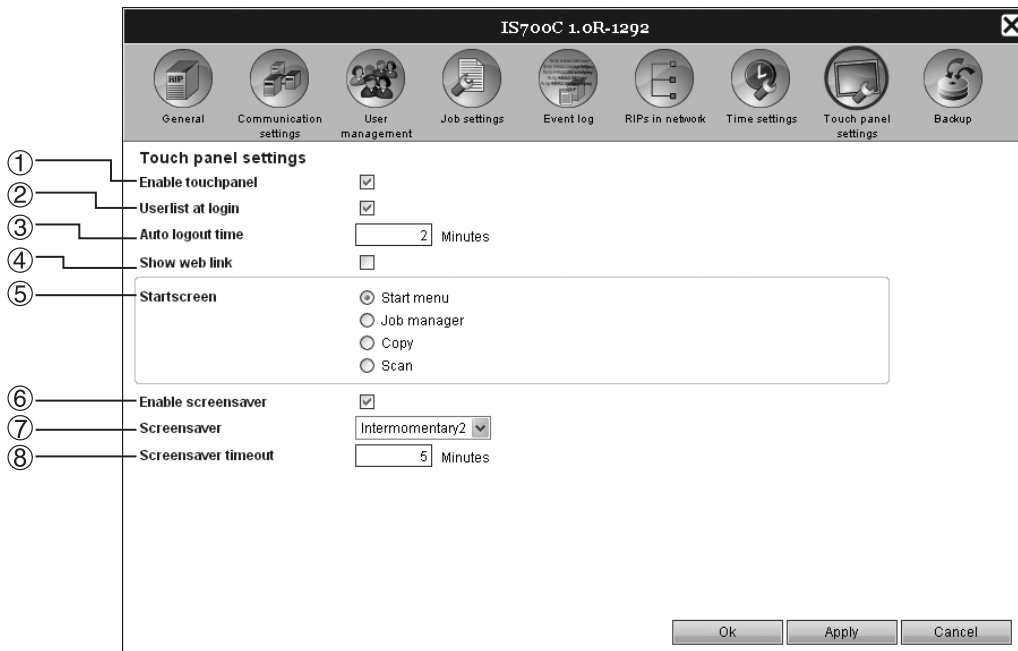 IS700C 1.0R-1292
RIP
General
Communication
settings
User
management
Job settings
Event log
RIPs in network
Time settings
Touch panel
settings
Backup
Touch panel settings
① Enable touchpanel
② Userlist at login
③ Auto logout time 2 Minutes
④ Show web link
⑤ Startscreen Start menu
Job manager
Copy
Scan
⑥ Enable screensaver
⑦ Screensaver Intermomentary2
⑧ Screensaver timeout 5 Minutes
Ok Apply Cancel